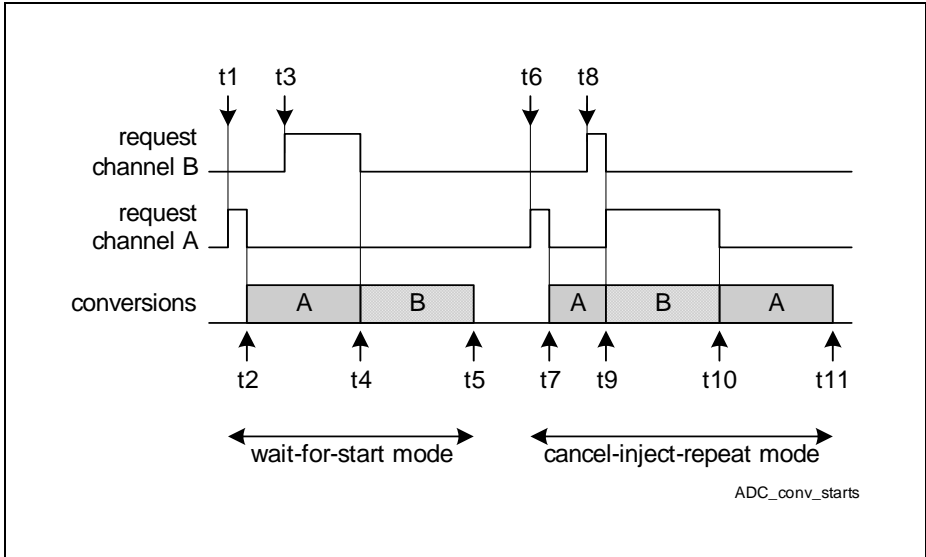 t1 t3 t6 t8
request
channel B
request
channel A
conversions A B A B A
t2 t4 t5 t7 t9 t10 t11
wait-for-start mode cancel-inject-repeat mode
ADC_conv_starts